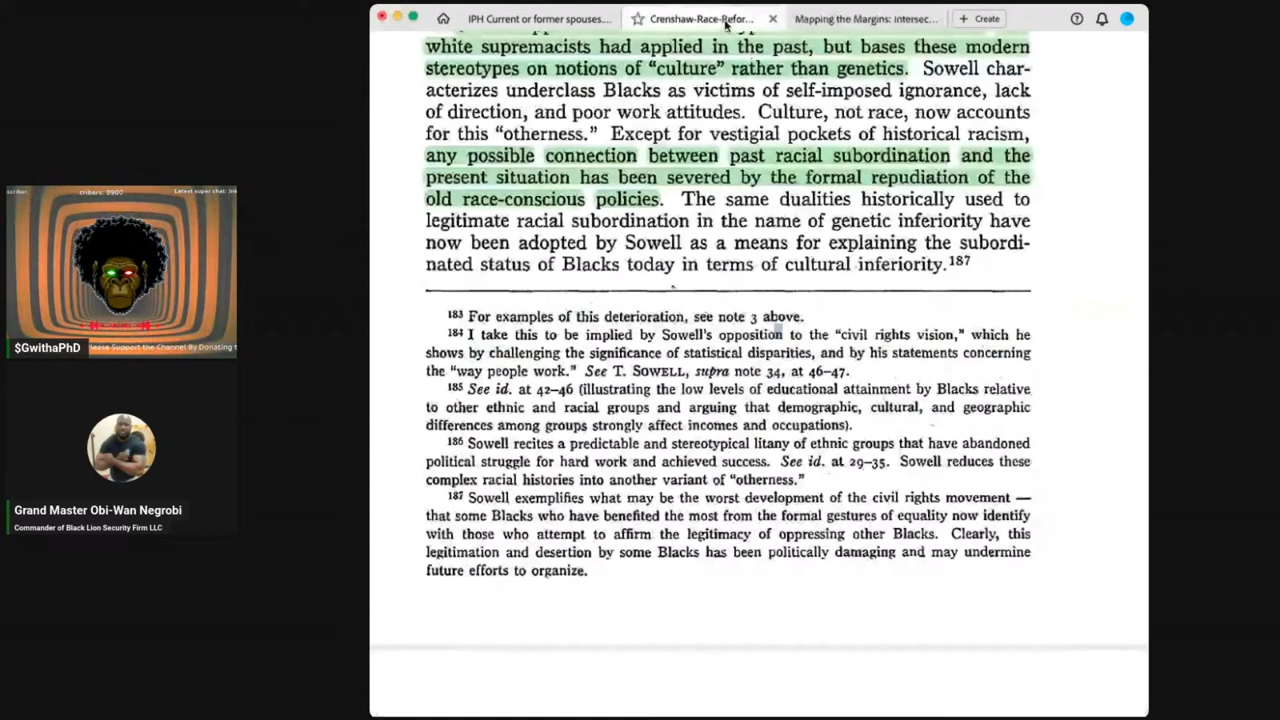 IPH Current or former spouses....
Crenshaw-Race-Refor...
Mapping the Margins: Intersec...
+ Create
white supremacists had applied in the past, but bases these modern
stereotypes on notions of “culture” rather than genetics. Sowell char-
acterizes underclass Blacks as victims of self-imposed ignorance, lack
of direction, and poor work attitudes. Culture, not race, now accounts
for this “otherness.” Except for vestigial pockets of historical racism,
any possible connection between past racial subordination and the
present situation has been severed by the formal repudiation of the
old race-conscious policies. The same dualities historically used to
legitimate racial subordination in the name of genetic inferiority have
now been adopted by Sowell as a means for explaining the subordi-
nated status of Blacks today in terms of cultural inferiority.187
183 For examples of this deterioration, see note 3 above.
184 I take this to be implied by Sowell's opposition to the “civil rights vision,” which he
shows by challenging the significance of statistical disparities, and by his statements concerning
the “way people work.” See T. SOWELL, supra note 34, at 46–47.
185 See id. at 42–46 (illustrating the low levels of educational attainment by Blacks relative
to other ethnic and racial groups and arguing that demographic, cultural, and geographic
differences among groups strongly affect incomes and occupations).
186 Sowell recites a predictable and stereotypical litany of ethnic groups that have abandoned
political struggle for hard work and achieved success. See id. at 29–35. Sowell reduces these
complex racial histories into another variant of “otherness.”
187 Sowell exemplifies what may be the worst development of the civil rights movement —
that some Blacks who have benefited the most from the formal gestures of equality now identify
with those who attempt to affirm the legitimacy of oppressing other Blacks. Clearly, this
legitimation and desertion by some Blacks has been politically damaging and may undermine
future efforts to organize.
scriber. cribers: 9900 Latest super chat:
$GwithaPhD
Please Support the Channel By Donating t
Grand Master Obi-Wan Negrobi
Commander of Black Lion Security Firm LLC